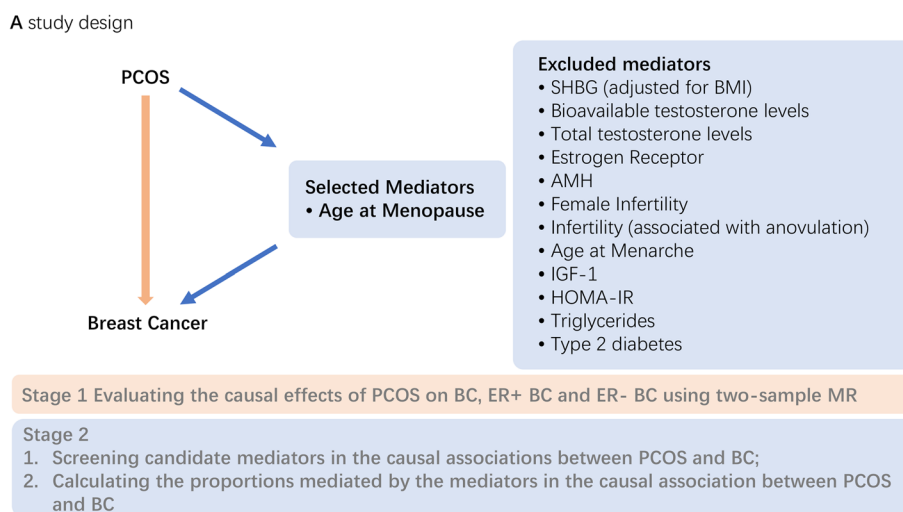 A study design
PCOS
Selected Mediators
• Age at Menopause
Breast Cancer
Excluded mediators
• SHBG (adjusted for BMI)
• Bioavailable testosterone levels
• Total testosterone levels
• Estrogen Receptor
• AMH
• Female Infertility
• Infertility (associated with anovulation)
• Age at Menarche
• IGF-1
• HOMA-IR
• Triglycerides
• Type 2 diabetes
Stage 1 Evaluating the causal effects of PCOS on BC, ER+ BC and ER- BC using two-sample MR
Stage 2
1. Screening candidate mediators in the causal associations between PCOS and BC;
2. Calculating the proportions mediated by the mediators in the causal association between PCOS
and BC